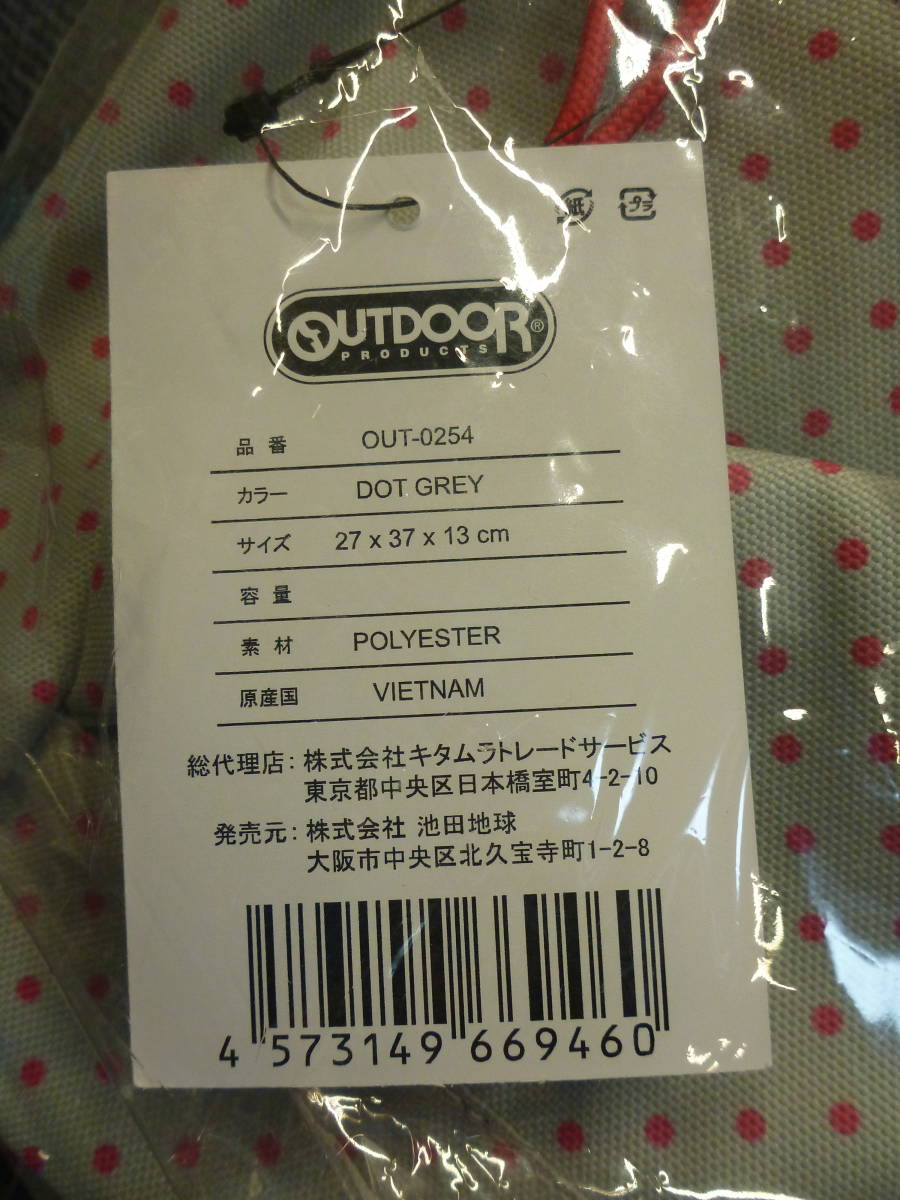 紙 プラ
OUTDOOR®
PRODUCTS
品番 OUT-0254
カラー DOT GREY
サイズ 27 x 37 x 13 cm
容量
素材 POLYESTER
原産国 VIETNAM
総代理店：株式会社キタムラトレードサービス
東京都中央区日本橋室町4-2-10
発売元：株式会社 池田地球
大阪市中央区北久宝寺町1-2-8
4 573149 669460